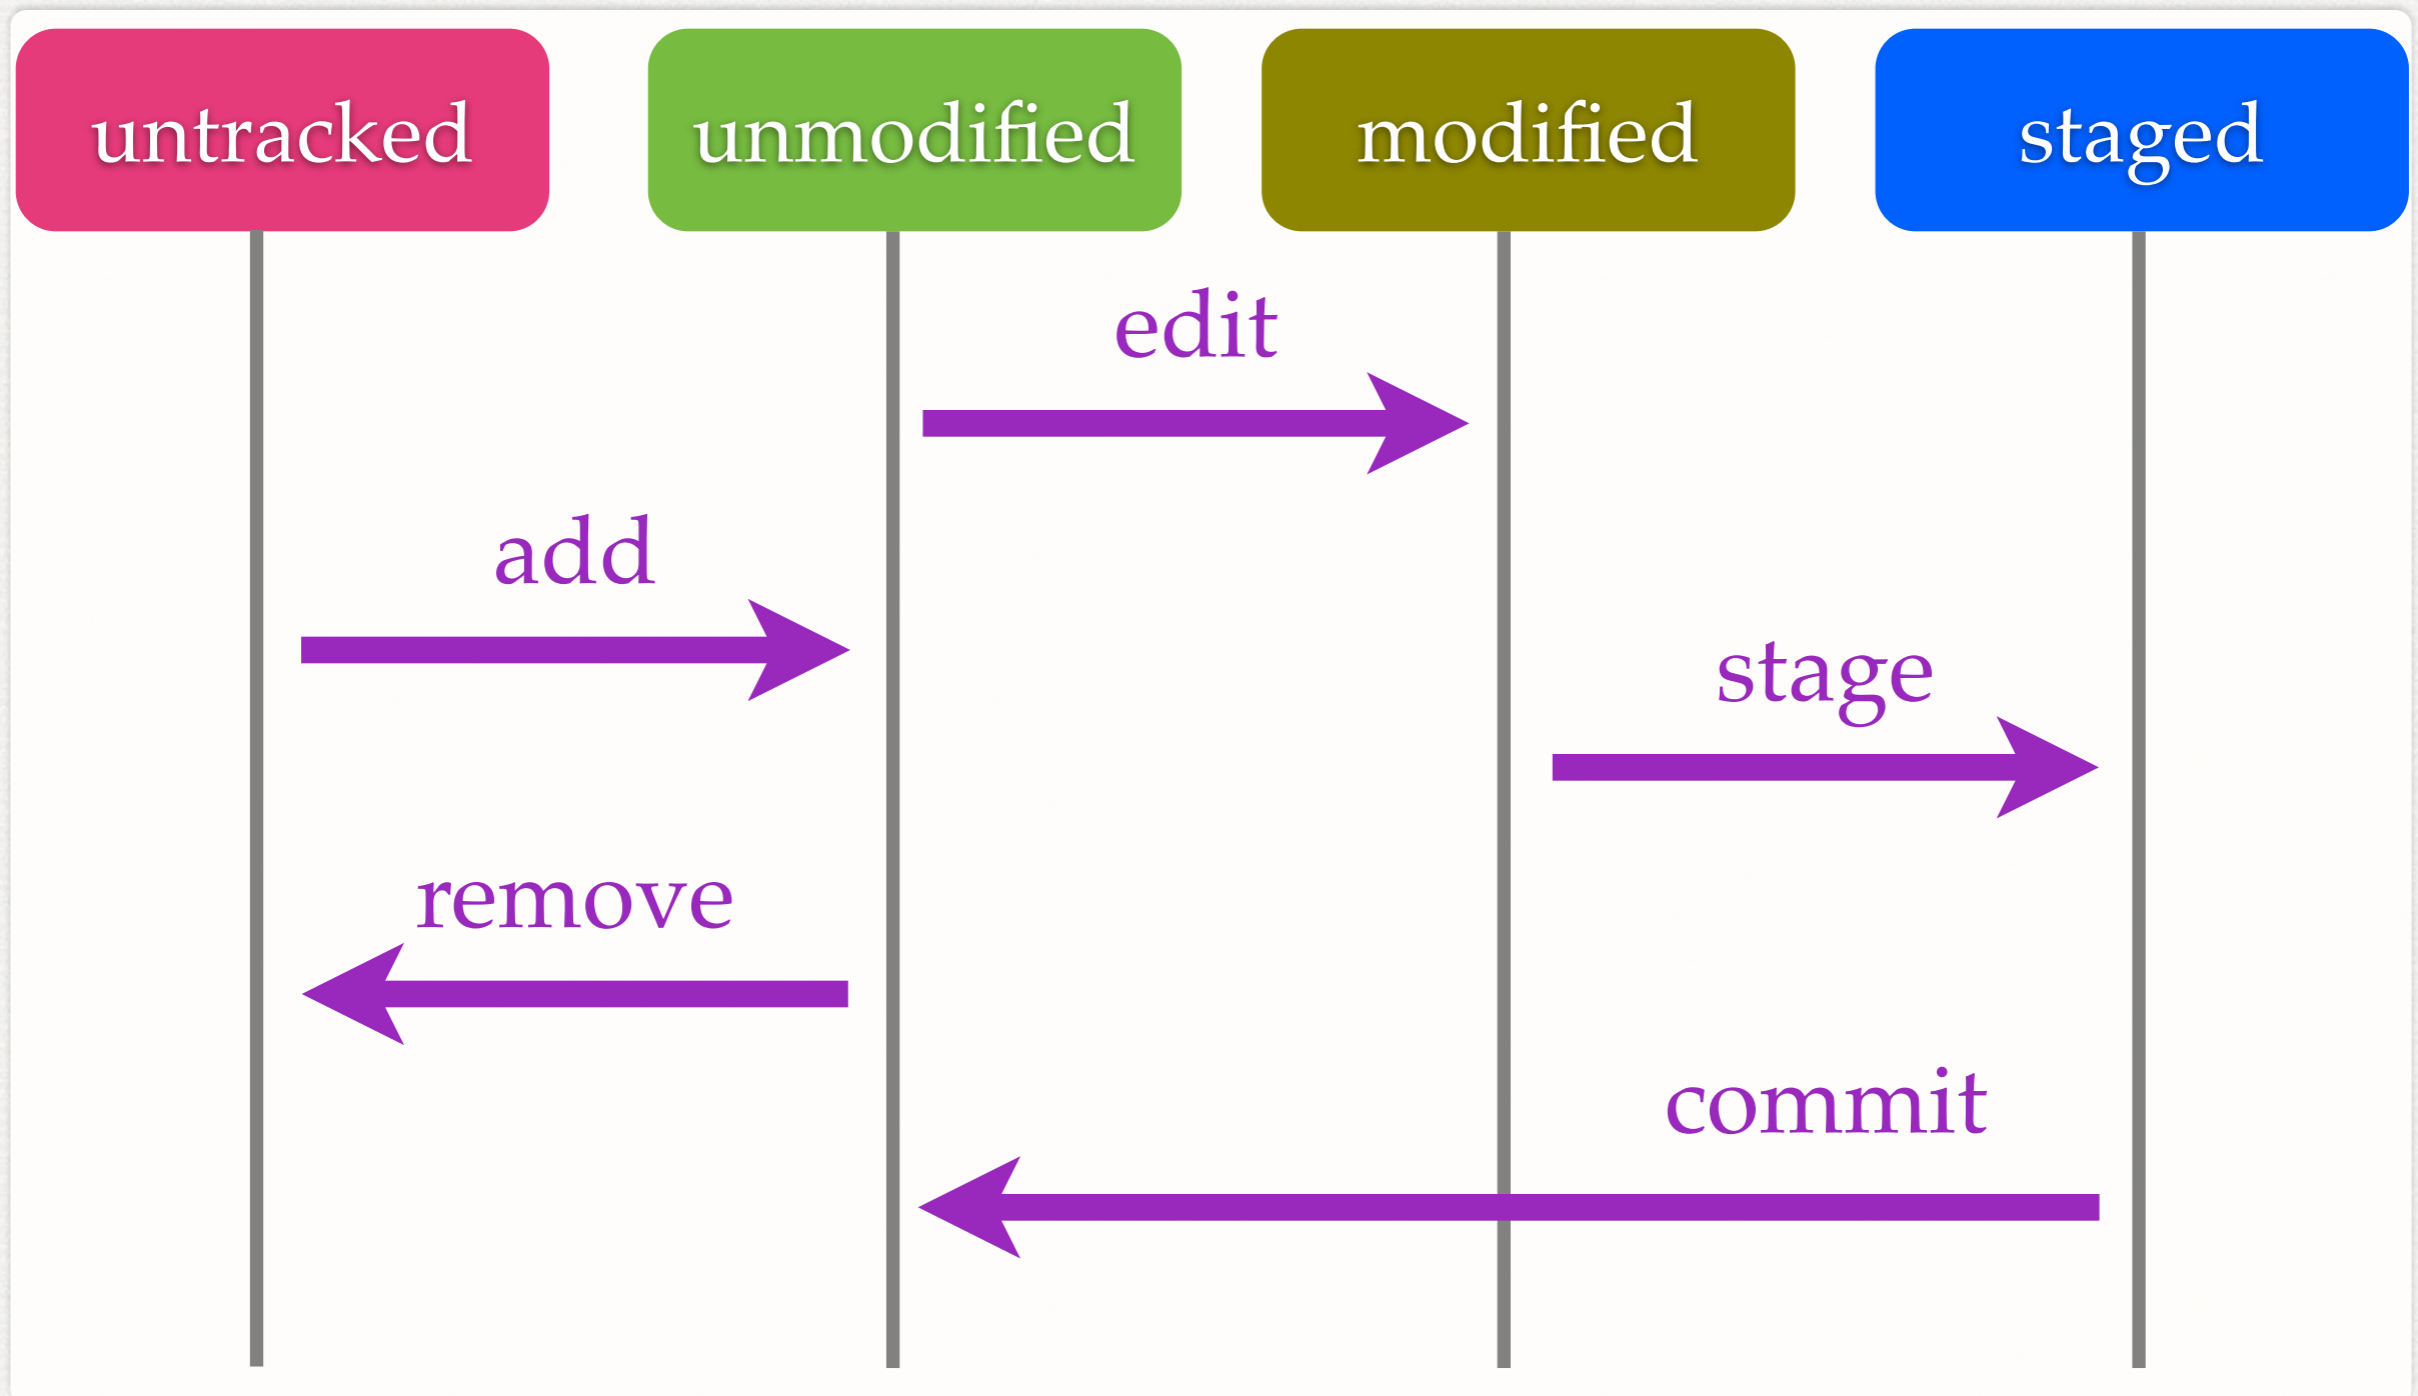 untracked
unmodified
modified
staged
edit
add
stage
remove
commit